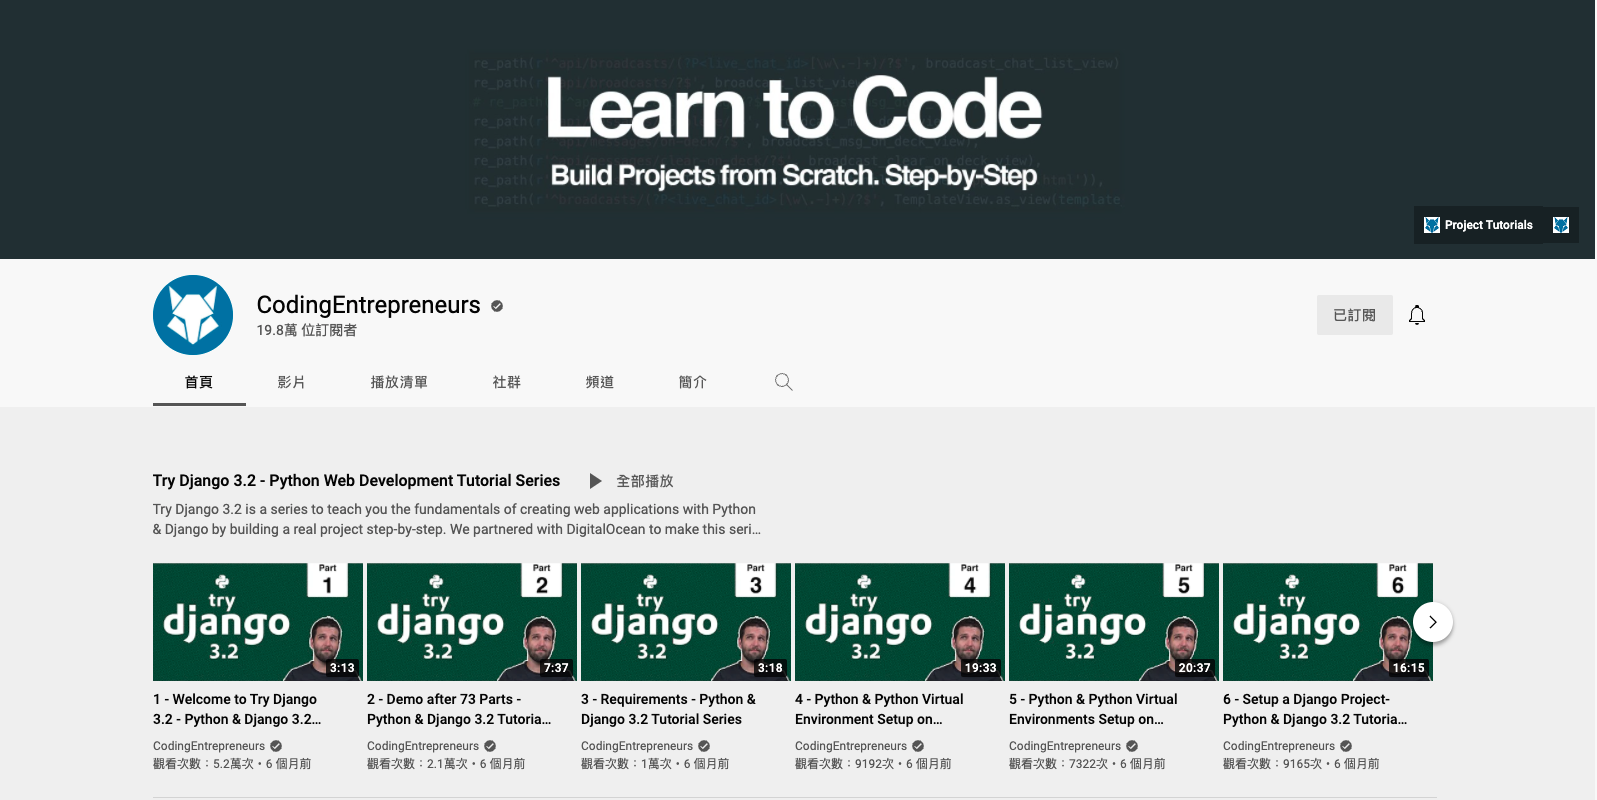 re_path(r'^api/broadcasts/(?P<live_chat_id>[\w\.-]+)/?$', broadcast_chat_list_view)
re_path(r'^api/broadcasts/?$', broadcast_list_view
Learn to Code
broadcast_msg_on_deck_view),
broadcast_clear_on_deck_view),
Build Projects from Scratch. Step-by-Step
re_path(r'^broadcasts/(?P<live_chat_id>[\w\.-]+)/?$', TemplateView.as_view(template
Project Tutorials
CodingEntrepreneurs
19.8萬 位訂閱者
已訂閱
首頁 影片 播放清單 社群 頻道 簡介
Try Django 3.2 - Python Web Development Tutorial Series 全部播放
Try Django 3.2 is a series to teach you the fundamentals of creating web applications with Python
& Django by building a real project step-by-step. We partnered with DigitalOcean to make this seri...
Part
1
try
django
3.2
3:13
1 - Welcome to Try Django
3.2 - Python & Django 3.2...
CodingEntrepreneurs
觀看次數：5.2萬次・6 個月前
Part
2
try
django
3.2
7:37
2 - Demo after 73 Parts -
Python & Django 3.2 Tutoria...
CodingEntrepreneurs
觀看次數：2.1萬次・6 個月前
Part
3
try
django
3.2
3:18
3 - Requirements - Python &
Django 3.2 Tutorial Series
CodingEntrepreneurs
觀看次數：1萬次・6 個月前
Part
4
try
django
3.2
19:33
4 - Python & Python Virtual
Environment Setup on...
CodingEntrepreneurs
觀看次數：9192次・6 個月前
Part
5
try
django
3.2
20:37
5 - Python & Python Virtual
Environments Setup on...
CodingEntrepreneurs
觀看次數：7322次・6 個月前
Part
6
try
django
3.2
16:15
6 - Setup a Django Project-
Python & Django 3.2 Tutoria...
CodingEntrepreneurs
觀看次數：9165次・6 個月前